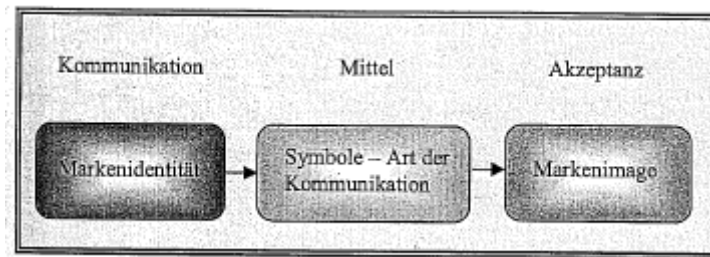 Kommunikation Mittel Akzeptanz
Markenidentität Symbole – Art der Kommunikation Markenimage